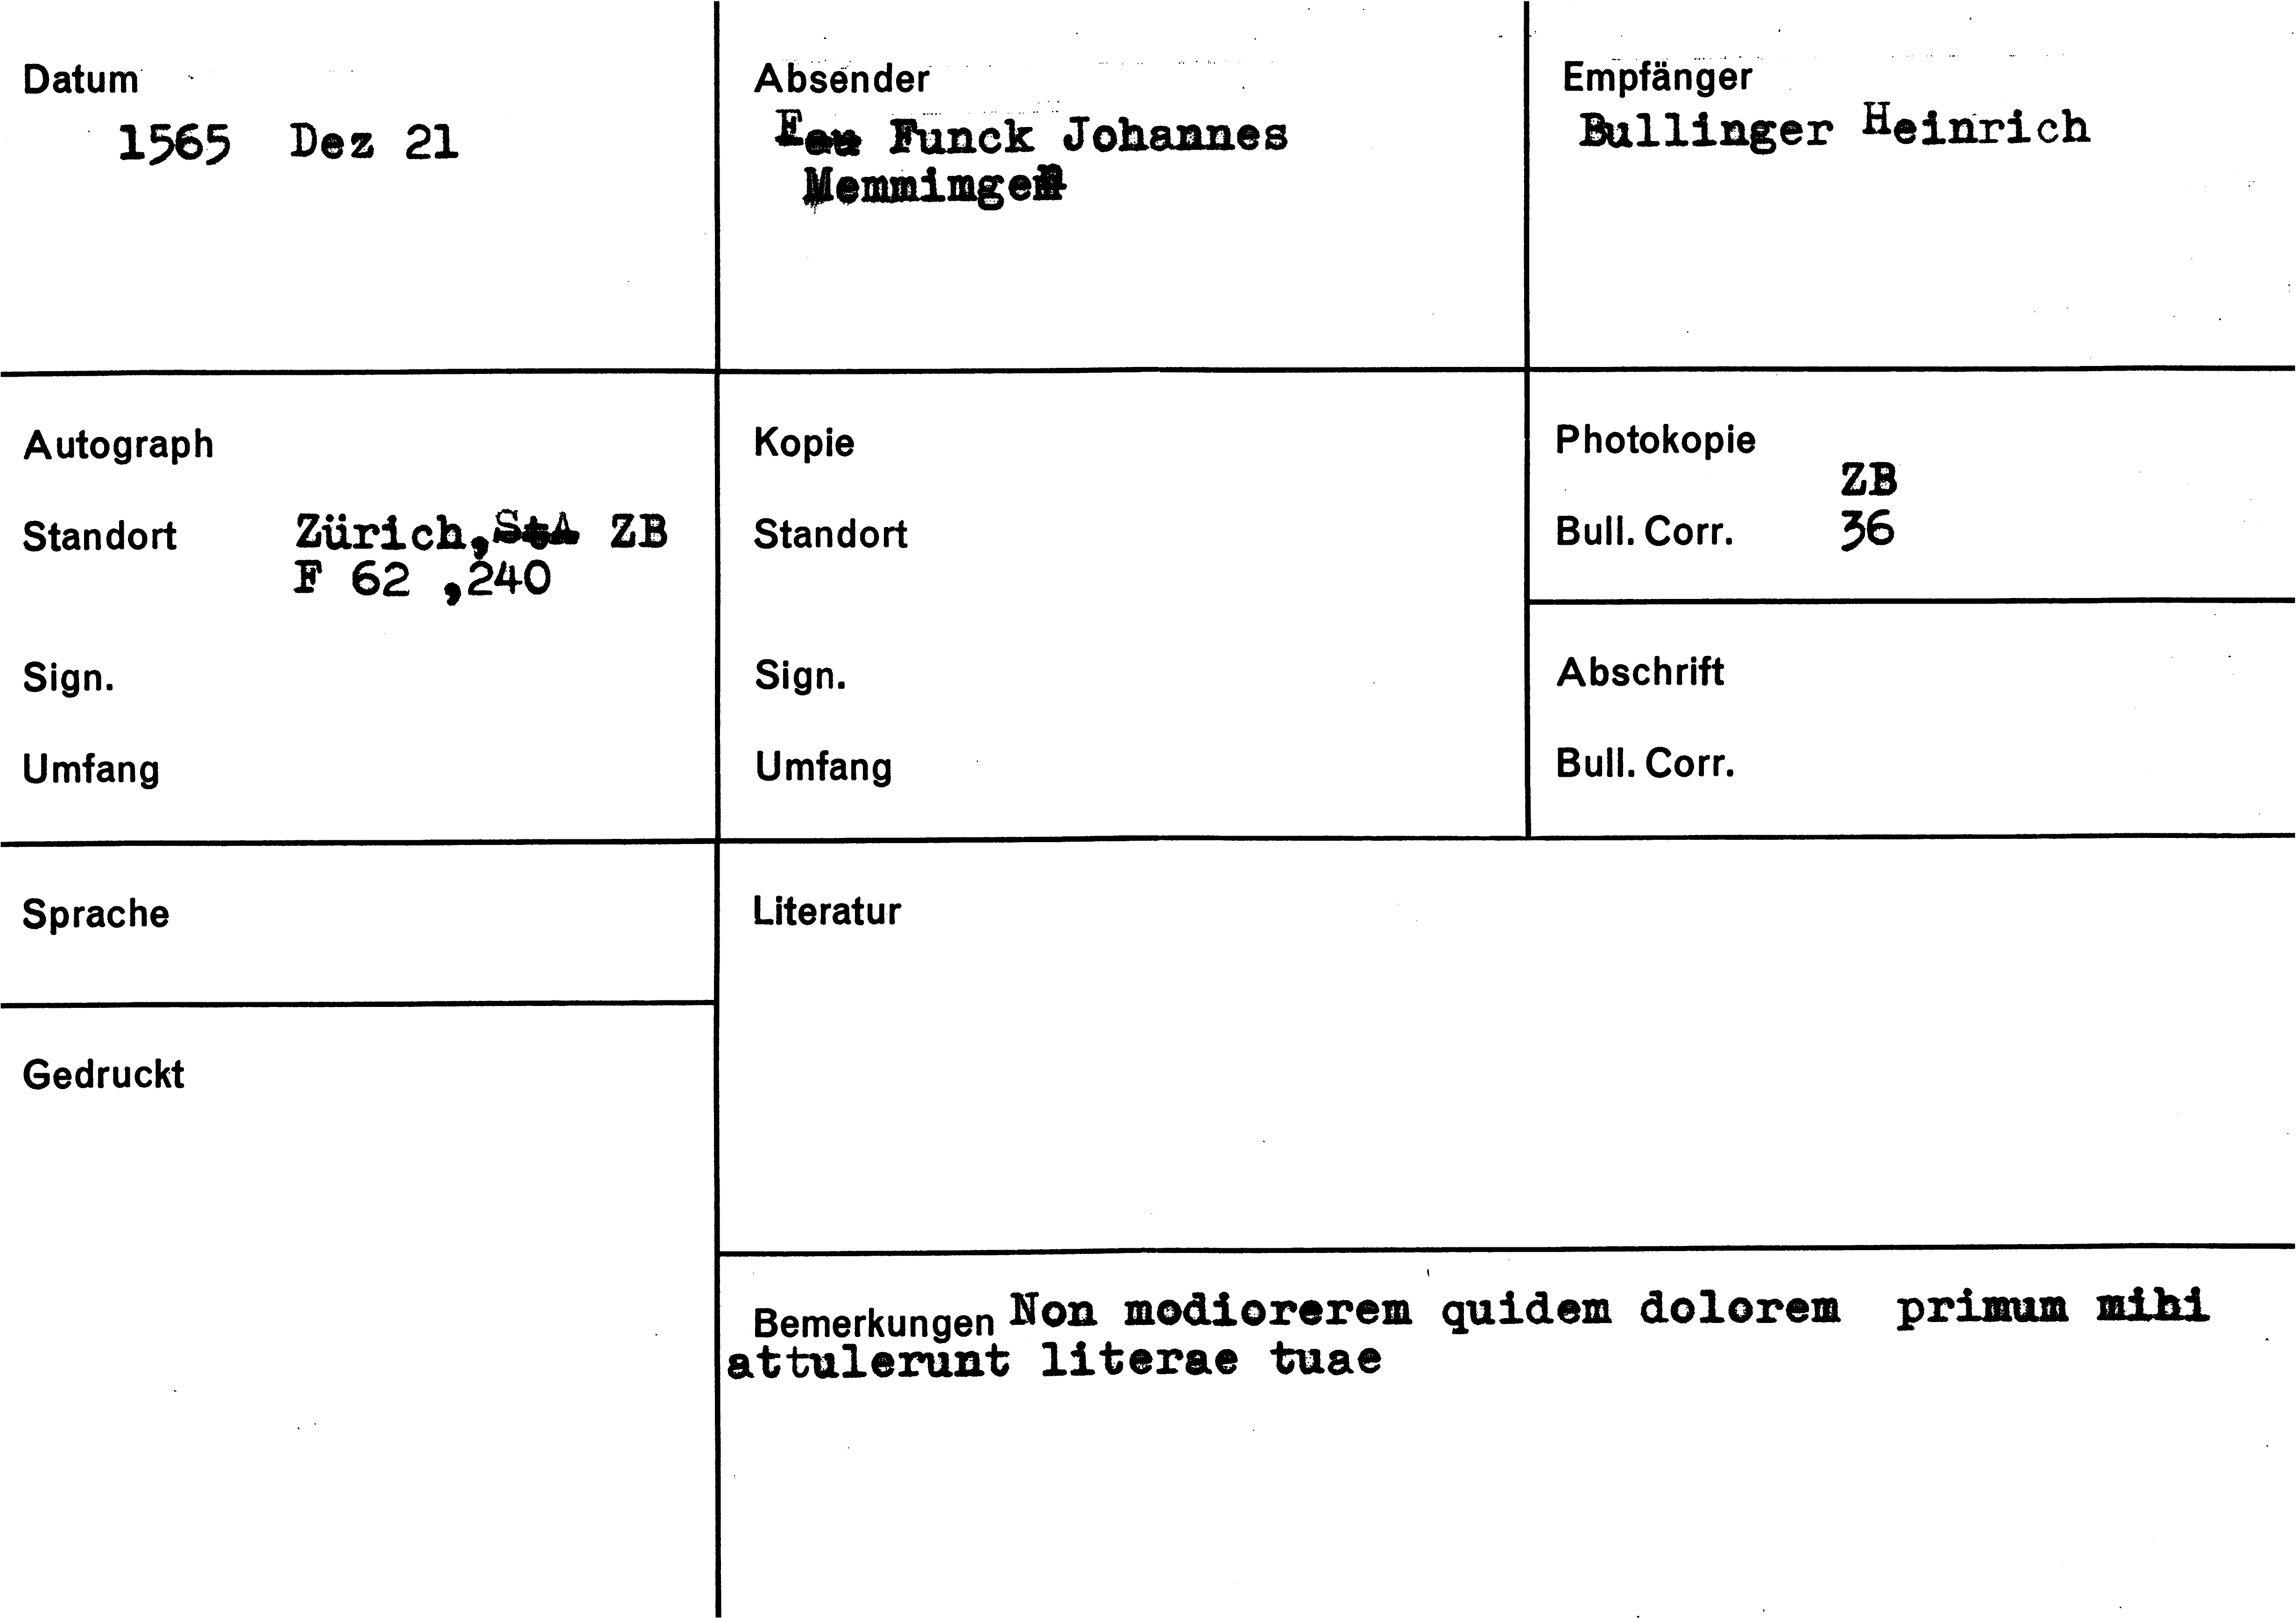 Datum
1565 Dez 21
Absender
Funck Johannes
Memmimgen
Empfänger
Bullinger Heinrich
Autograph
Standort Zürich, StA ZB
F 62 ,240
Sign.
Umfang
Kopie
Standort
Sign.
Umfang
Photokopie
ZB
Bull. Corr. 36
Abschrift
Bull. Corr.
Sprache
Gedruckt
Literatur
Bemerkungen Non modiorerem quidem dolorem primum mihi
attulerunt literae tuae